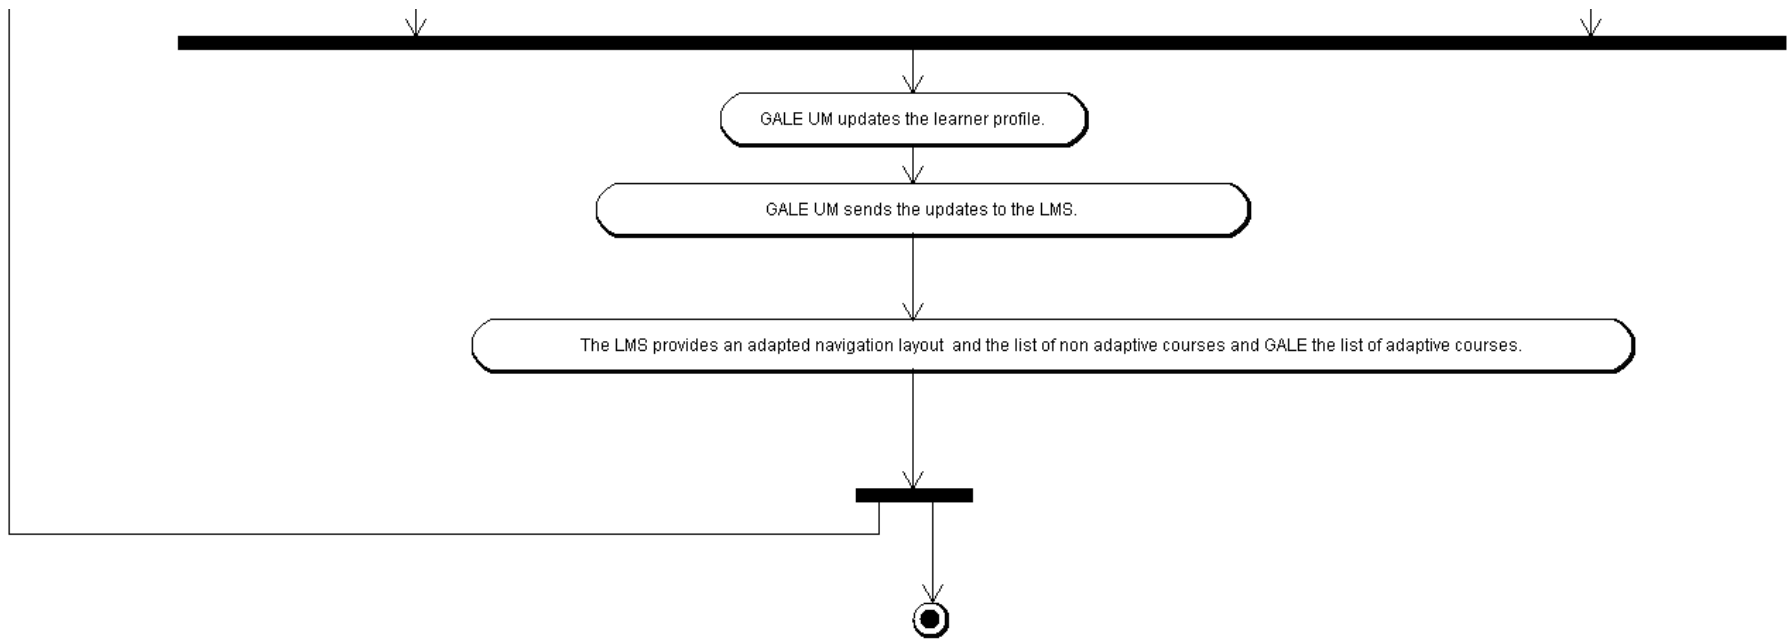 GALE UM updates the learner profile.
GALE UM sends the updates to the LMS.
The LMS provides an adapted navigation layout  and the list of non adaptive courses and GALE the list of adaptive courses.